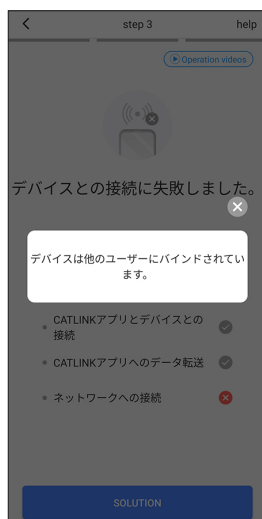 step 3
help
Operation videos
デバイスとの接続に失敗しました。
デバイスは他のユーザーにバインドされてい
ます。
CATLINKアプリとデバイスとの
接続
CATLINKアプリへのデータ転送
ネットワークへの接続
SOLUTION